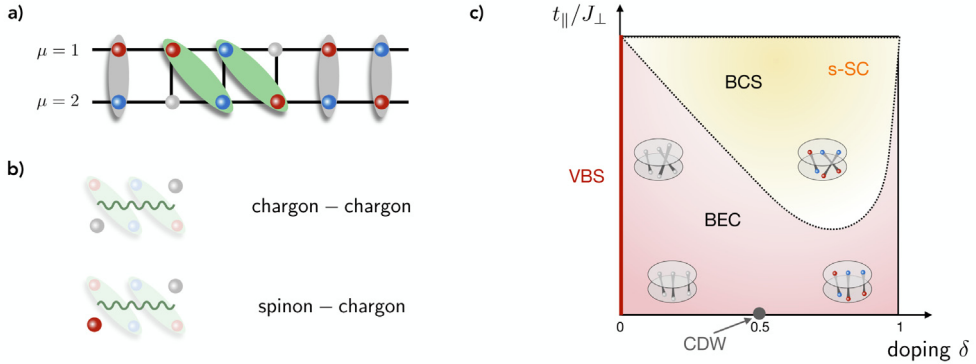 a)
μ = 1
μ = 2
b)
chargon − chargon
spinon − chargon
c)
t∥/J⊥
BCS
s-SC
VBS
BEC
0
0.5
1
CDW
doping δ